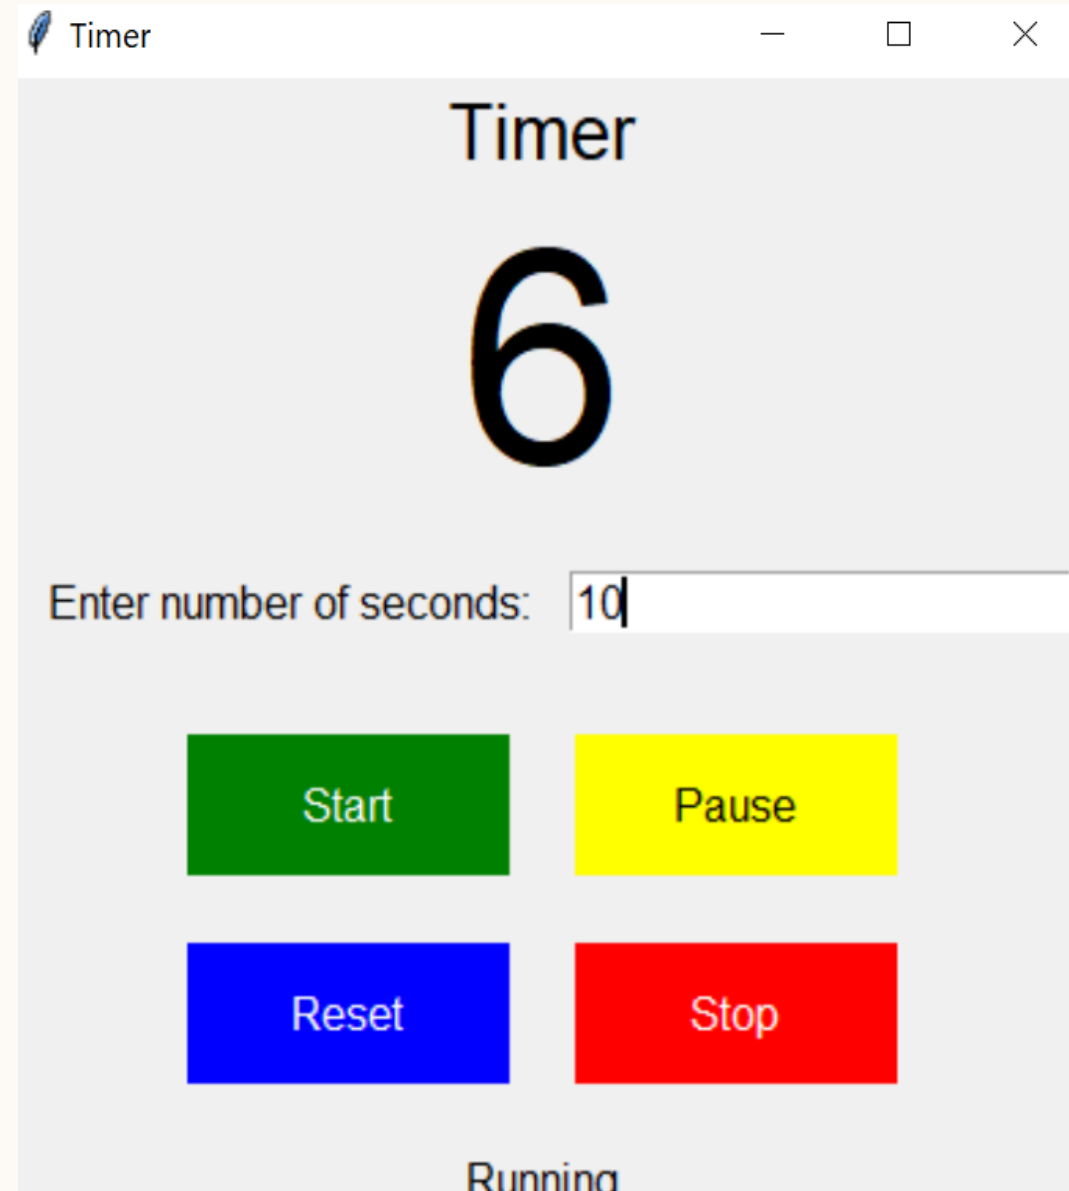 Timer
Timer
6
Enter number of seconds: 10
Start Pause
Reset Stop
Running